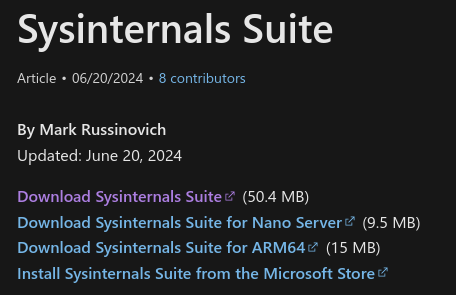 Sysinternals Suite
Article • 06/20/2024 • 8 contributors
By Mark Russinovich
Updated: June 20, 2024
Download Sysinternals Suite (50.4 MB)
Download Sysinternals Suite for Nano Server (9.5 MB)
Download Sysinternals Suite for ARM64 (15 MB)
Install Sysinternals Suite from the Microsoft Store